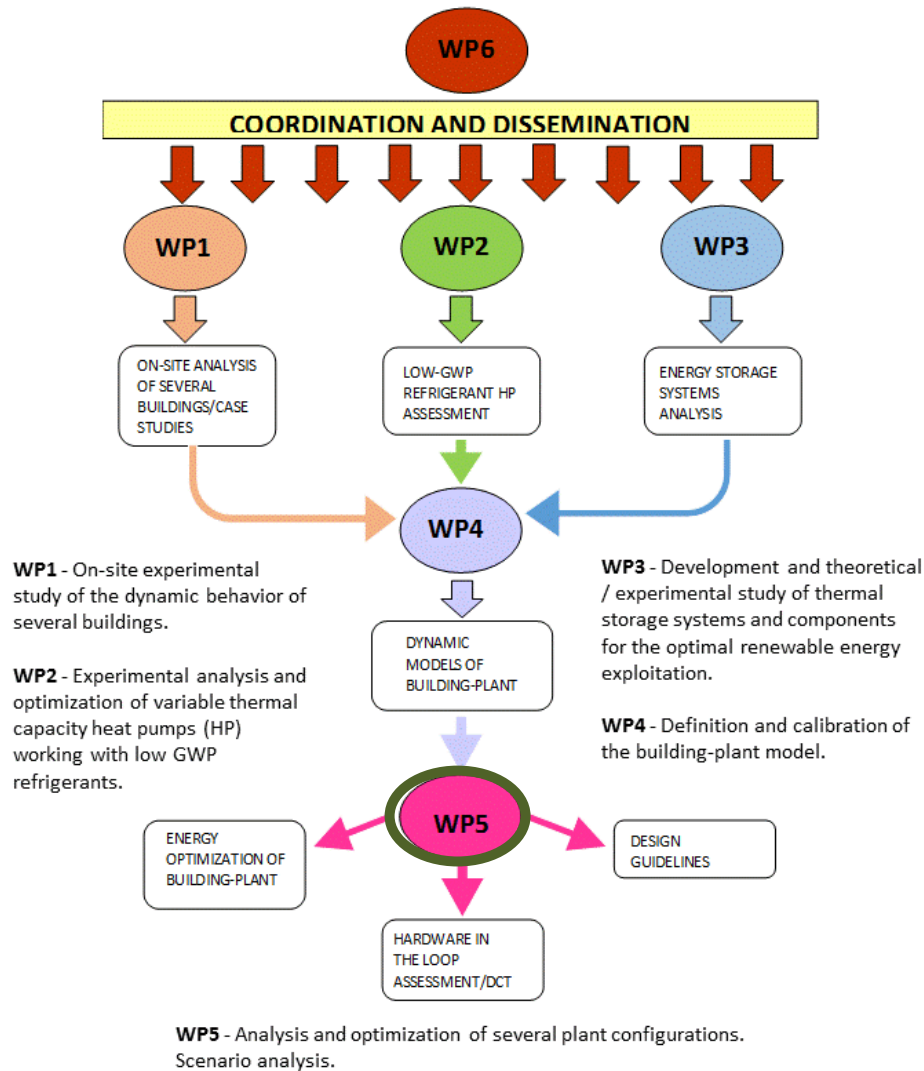 WP6
COORDINATION AND DISSEMINATION
WP1
WP2
WP3
ON-SITE ANALYSIS
OF SEVERAL
BUILDINGS/CASE
STUDIES
LOW-GWP
REFRIGERANT HP
ASSESSMENT
ENERGY STORAGE
SYSTEMS
ANALYSIS
WP4
WP1 - On-site experimental
study of the dynamic behavior of
several buildings.
WP2 - Experimental analysis and
optimization of variable thermal
capacity heat pumps (HP)
working with low GWP
refrigerants.
DYNAMIC
MODELS OF
BUILDING-PLANT
WP3 - Development and theoretical
/ experimental study of thermal
storage systems and components
for the optimal renewable energy
exploitation.
WP4 - Definition and calibration of
the building-plant model.
WP5
ENERGY
OPTIMIZATION OF
BUILDING-PLANT
DESIGN
GUIDELINES
HARDWARE IN
THE LOOP
ASSESSMENT/DCT
WP5 - Analysis and optimization of several plant configurations.
Scenario analysis.